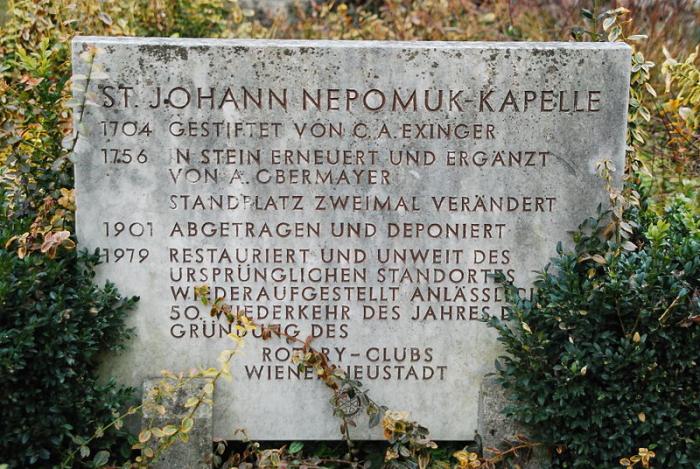 ST. JOHANN NEPOMUK-KAPELLE
1704 GESTIFTET VON C.A. EXINGER
1756 IN STEIN ERNEUERT UND ERGÄNZT
VON A. OBERMAYER
STANDPLATZ ZWEIMAL VERÄNDERT
1901 ABGETRAGEN UND DEPONIERT
1979 RESTAURIERT UND UNWEIT DES
URSPRÜNGLICHEN STANDORTES
WIEDERAUFGESTELLT ANLÄSSLICH
50. WIEDERKEHR DES JAHRES
GRÜNDUNG DES
ROTARY-CLUBS
WIENER NEUSTADT